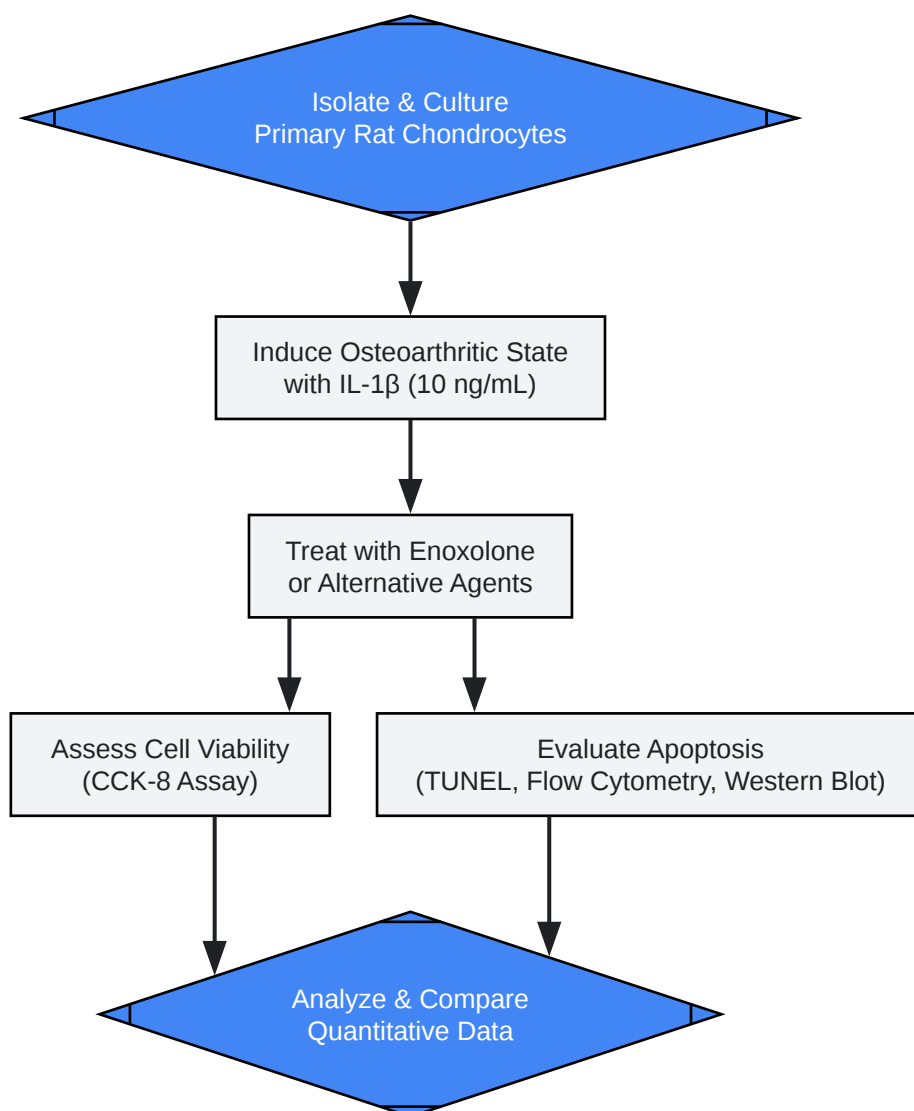 Isolate & Culture
Primary Rat Chondrocytes
Induce Osteoarthritic State
with IL-1β (10 ng/mL)
Treat with Enoxolone
or Alternative Agents
Assess Cell Viability
(CCK-8 Assay)
Evaluate Apoptosis
(TUNEL, Flow Cytometry, Western Blot)
Analyze & Compare
Quantitative Data